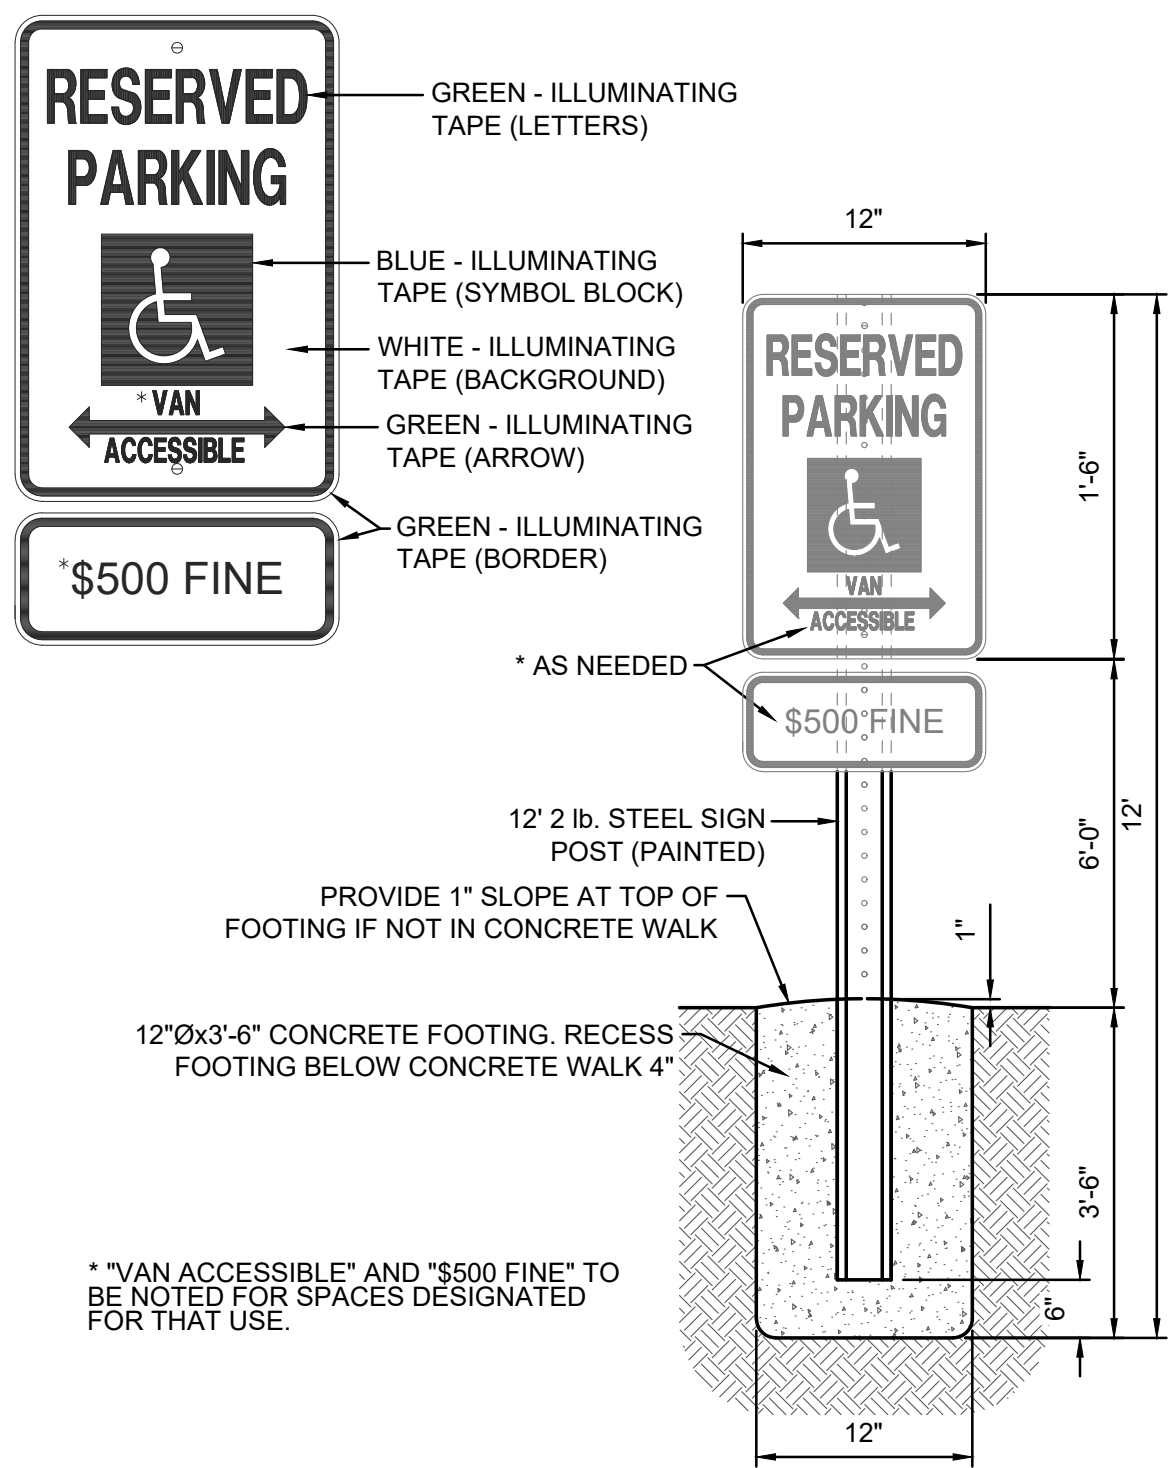 RESERVED
PARKING
* VAN
ACCESSIBLE
*$500 FINE
GREEN - ILLUMINATING
TAPE (LETTERS)
BLUE - ILLUMINATING
TAPE (SYMBOL BLOCK)
WHITE - ILLUMINATING
TAPE (BACKGROUND)
GREEN - ILLUMINATING
TAPE (ARROW)
GREEN - ILLUMINATING
TAPE (BORDER)
12"
RESERVED
PARKING
VAN
ACCESSIBLE
$500 FINE
* AS NEEDED
1'-6"
6'-0"
12'
12' 2 lb. STEEL SIGN
POST (PAINTED)
PROVIDE 1" SLOPE AT TOP OF
FOOTING IF NOT IN CONCRETE WALK
1"
12"Øx3'-6" CONCRETE FOOTING. RECESS
FOOTING BELOW CONCRETE WALK 4"
3'-6"
6"
12"
* "VAN ACCESSIBLE" AND "$500 FINE" TO
BE NOTED FOR SPACES DESIGNATED
FOR THAT USE.